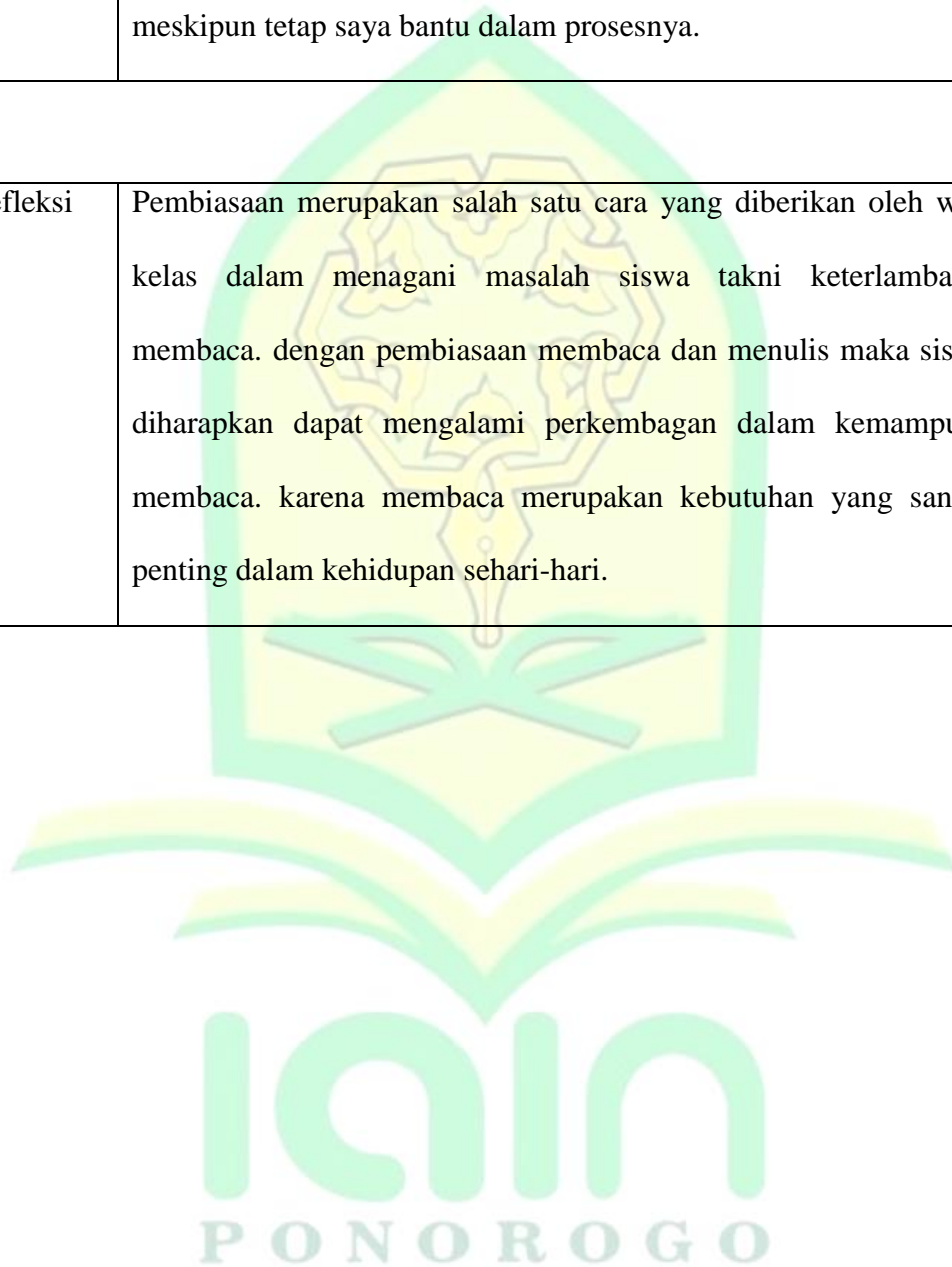 meskipun tetap saya bantu dalam prosesnya.
efleksi Pembiasaan merupakan salah satu cara yang diberikan oleh w
kelas dalam menagani masalah siswa takni keterlamba
membaca. dengan pembiasaan membaca dan menulis maka sis
diharapkan dapat mengalami perkembagan dalam kemampu
membaca. karena membaca merupakan kebutuhan yang san
penting dalam kehidupan sehari-hari.
iain
PONOROGO